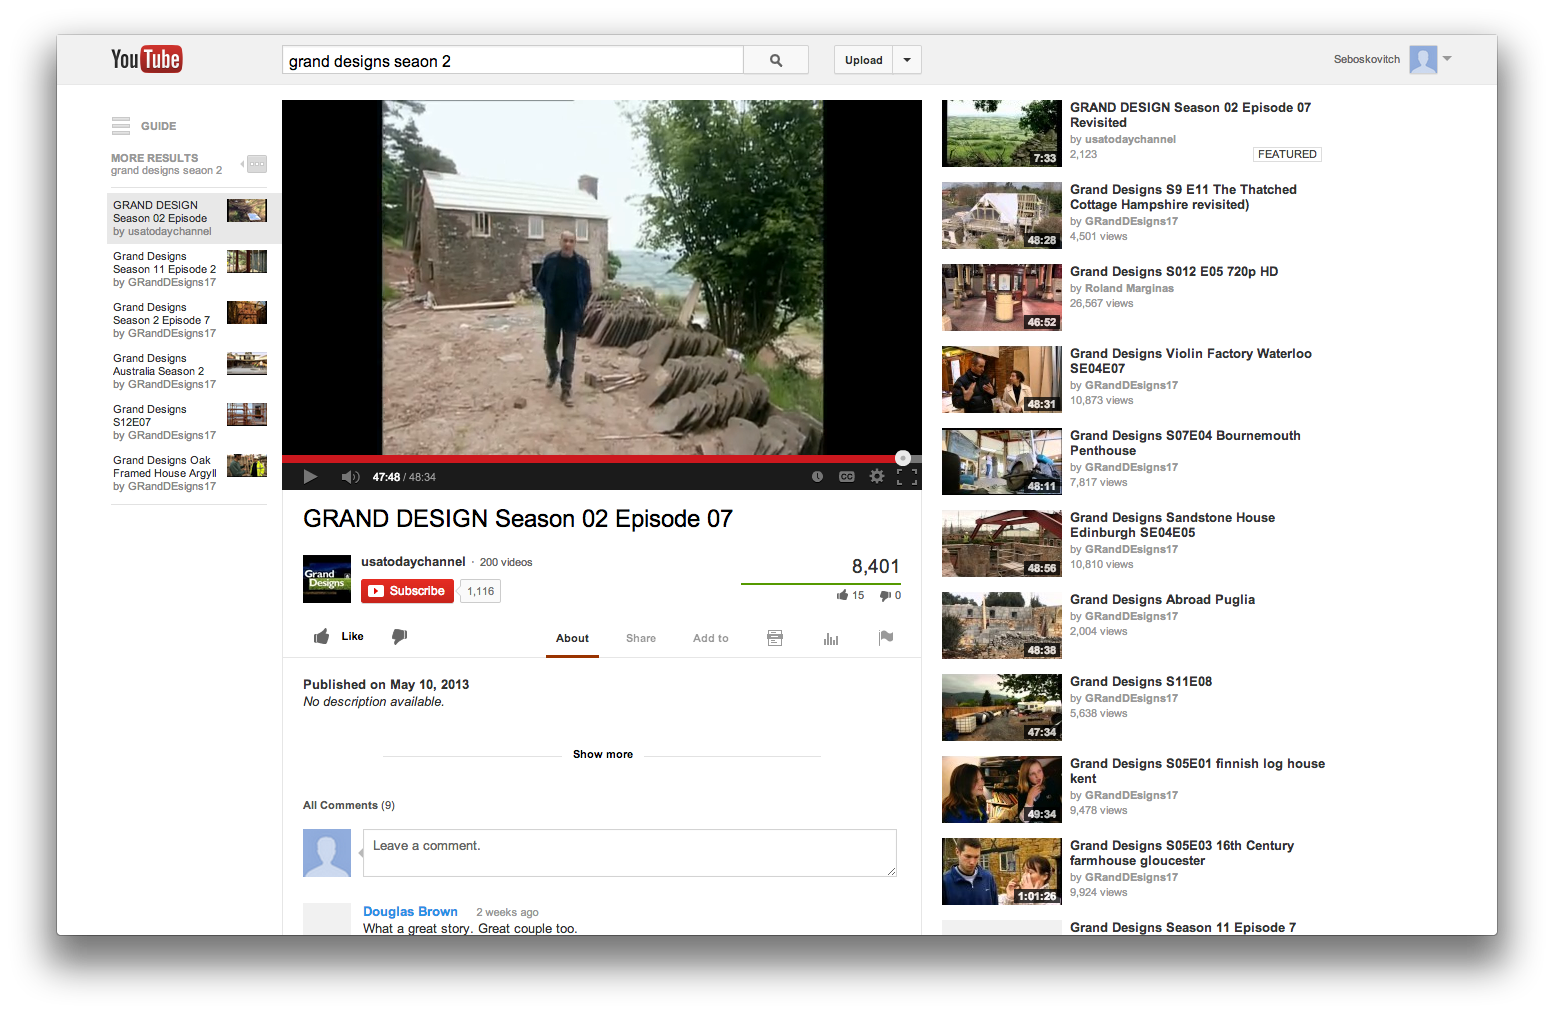 YouTube
grand designs seaon 2
Upload
Seboskovitch
GUIDE
MORE RESULTS
grand designs seaon 2
GRAND DESIGN
Season 02 Episode
by usatodaychannel
Grand Designs
Season 11 Episode 2
by GRandDEsigns17
Grand Designs
Season 2 Episode 7
by GRandDEsigns17
Grand Designs
Australia Season 2
by GRandDEsigns17
Grand Designs
S12E07
by GRandDEsigns17
Grand Designs Oak
Framed House Argyll
by GRandDEsigns17
47:48 / 48:34
CC
GRAND DESIGN Season 02 Episode 07
Grand
Designs
usatodaychannel · 200 videos
Subscribe 1,116
8,401
15 0
Like
About Share Add to
Published on May 10, 2013
No description available.
Show more
All Comments (9)
Leave a comment.
Douglas Brown 2 weeks ago
What a great story. Great couple too.
7:33
GRAND DESIGN Season 02 Episode 07
Revisited
by usatodaychannel
2,123 FEATURED
48:28
Grand Designs S9 E11 The Thatched
Cottage Hampshire revisited)
by GRandDEsigns17
4,501 views
46:52
Grand Designs S012 E05 720p HD
by Roland Marginas
26,567 views
48:31
Grand Designs Violin Factory Waterloo
SE04E07
by GRandDEsigns17
10,873 views
48:11
Grand Designs S07E04 Bournemouth
Penthouse
by GRandDEsigns17
7,817 views
48:56
Grand Designs Sandstone House
Edinburgh SE04E05
by GRandDEsigns17
10,810 views
48:38
Grand Designs Abroad Puglia
by GRandDEsigns17
2,004 views
47:34
Grand Designs S11E08
by GRandDEsigns17
5,638 views
49:34
Grand Designs S05E01 finnish log house
kent
by GRandDEsigns17
9,478 views
1:01:26
Grand Designs S05E03 16th Century
farmhouse gloucester
by GRandDEsigns17
9,924 views
Grand Designs Season 11 Episode 7